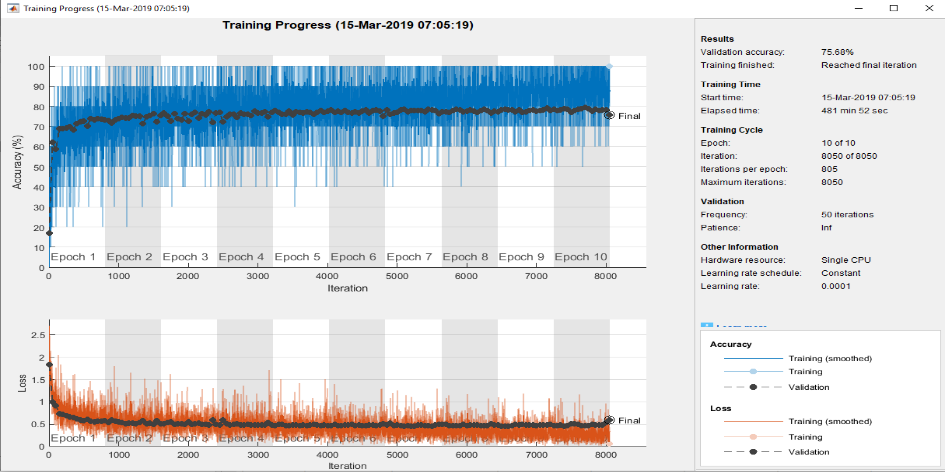 Training Progress (15-Mar-2019 07:05:19)
Training Progress (15-Mar-2019 07:05:19)
100
90
80
70
60
50
40
30
20
10
0
Accuracy (%)
Final
Epoch 1 Epoch 2 Epoch 3 Epoch 4 Epoch 5 Epoch 6 Epoch 7 Epoch 8 Epoch 9 Epoch 10
0 1000 2000 3000 4000 5000 6000 7000 8000
Iteration
2.5
2
1.5
1
0.5
0
Loss
Final
Epoch 1 Epoch 2 Epoch 3 Epoch 4 Epoch 5
0 1000 2000 3000 4000 5000 6000 7000 8000
Iteration
Results
Validation accuracy: 75.68%
Training finished: Reached final iteration
Training Time
Start time: 15-Mar-2019 07:05:19
Elapsed time: 481 min 52 sec
Training Cycle
Epoch: 10 of 10
Iteration: 8050 of 8050
Iterations per epoch: 805
Maximum iterations: 8050
Validation
Frequency: 50 iterations
Patience: Inf
Other Information
Hardware resource: Single CPU
Learning rate schedule: Constant
Learning rate: 0.0001
Accuracy
Training (smoothed)
Training
Validation
Loss
Training (smoothed)
Training
Validation